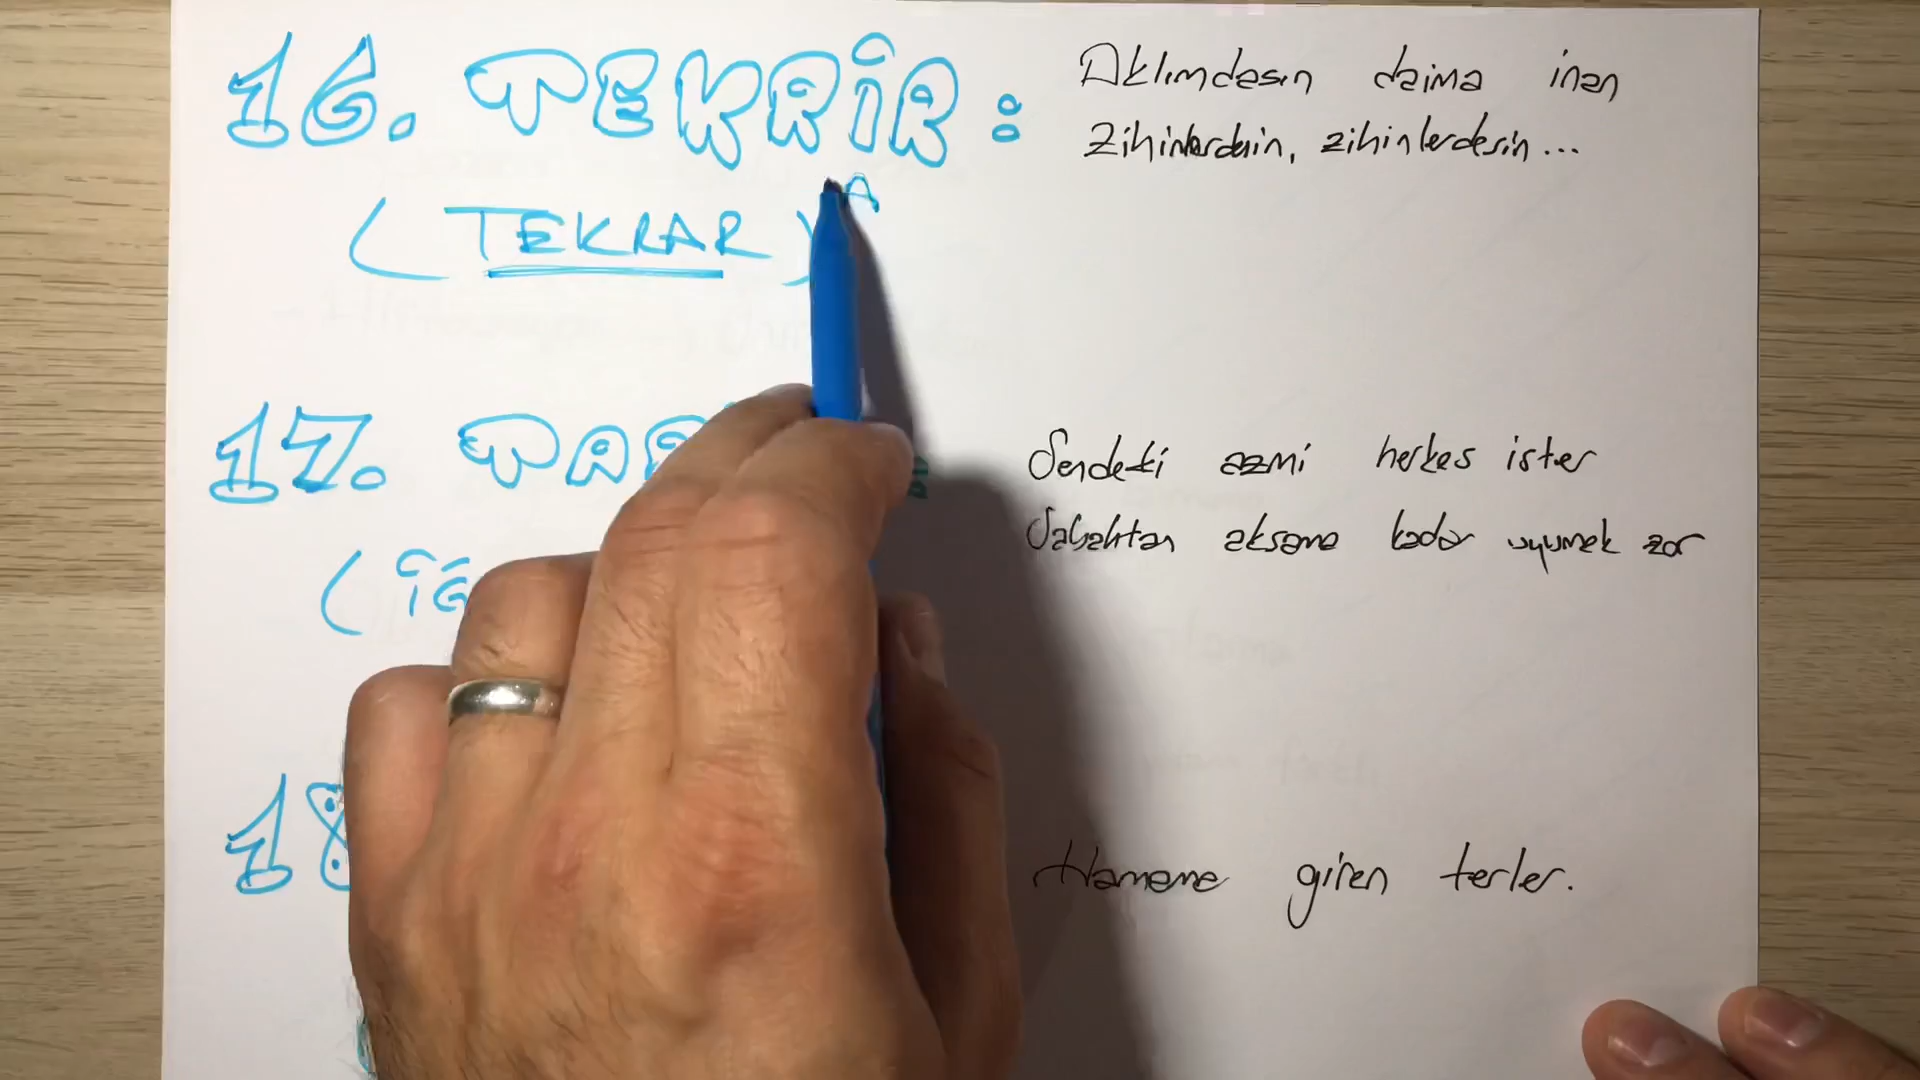 16. TEKRİR:
Aklımdasın daima inan
zihinlerdesin, zihinlerdesin...
A
( TEKRAR )
17.
Sendeki azmi herkes ister
Sabahtan akşama kadar uyumak zor
( İG
18
Hamama giren terler.